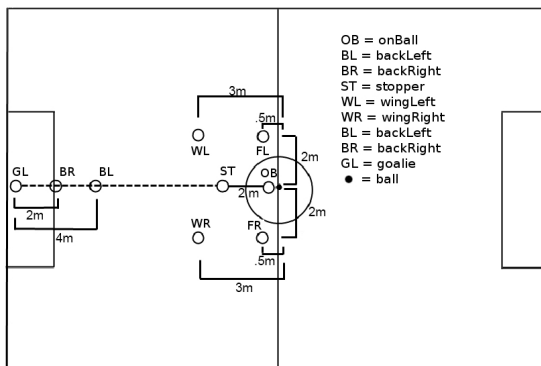 OB = onBall
BL = backLeft
BR = backRight
ST = stopper
WL = wingLeft
WR = wingRight
BL = backLeft
BR = backRight
GL = goalie
= ball
3m
.5m
WL
FL
2m
GL
BR
BL
ST
OB
2m
2m
2m
4m
WR
FR
.5m
3m